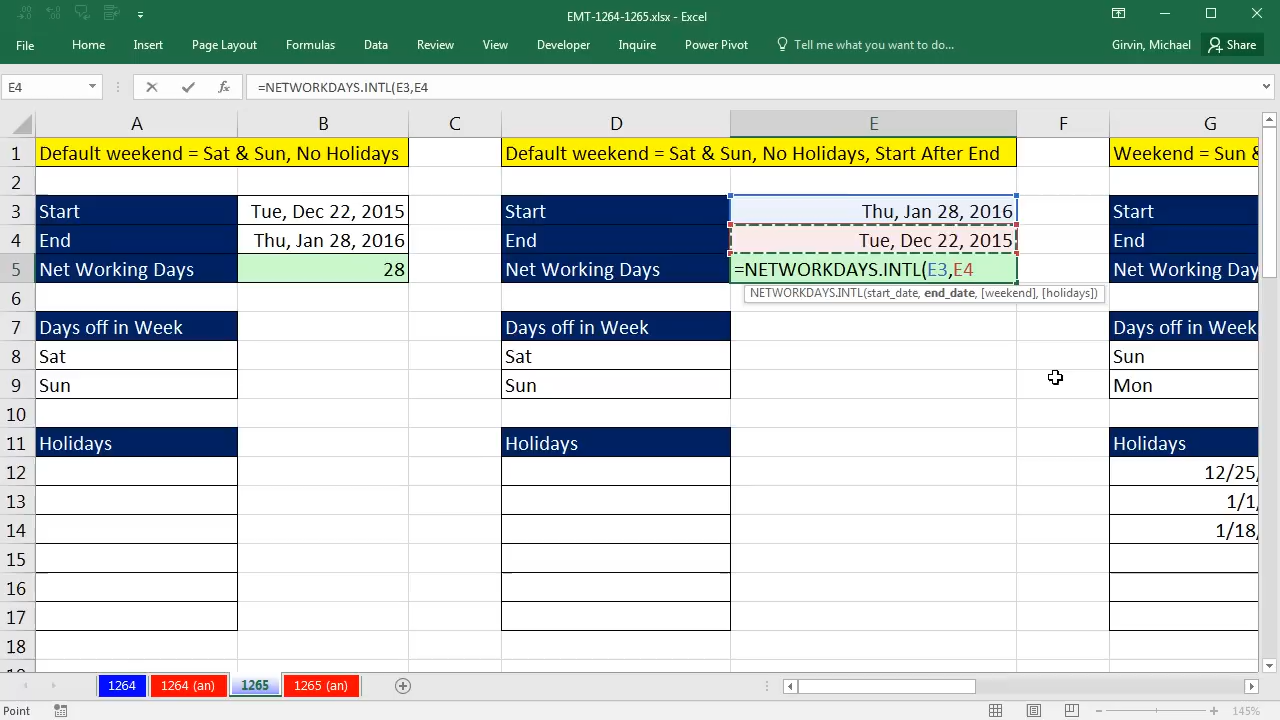 EMT-1264-1265.xlsx - Excel
File Home Insert Page Layout Formulas Data Review View Developer Inquire Power Pivot Tell me what you want to do... Girvin, Michael Share
E4 fx =NETWORKDAYS.INTL(E3,E4
A B C D E F G
1 Default weekend = Sat & Sun, No Holidays Default weekend = Sat & Sun, No Holidays, Start After End Weekend = Sun &
2
3 Start Tue, Dec 22, 2015 Start Thu, Jan 28, 2016 Start
4 End Thu, Jan 28, 2016 End Tue, Dec 22, 2015 End
5 Net Working Days 28 Net Working Days =NETWORKDAYS.INTL(E3,E4 Net Working Day
6 NETWORKDAYS.INTL(start_date, end_date, [weekend], [holidays])
7 Days off in Week Days off in Week Days off in Week
8 Sat Sat Sun
9 Sun Sun Mon
10
11 Holidays Holidays Holidays
12 12/25/
13 1/1/
14 1/18/
15
16
17
18
1264 1264 (an) 1265 1265 (an)
Point 145%